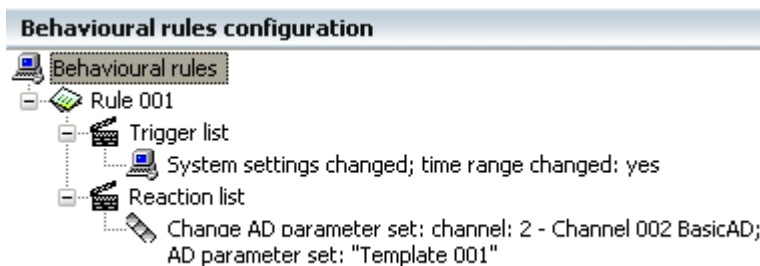 Behavioural rules configuration
Behavioural rules
Rule 001
Trigger list
System settings changed; time range changed: yes
Reaction list
Change AD parameter set: channel: 2 - Channel 002 BasicAD;
AD parameter set: "Template 001"